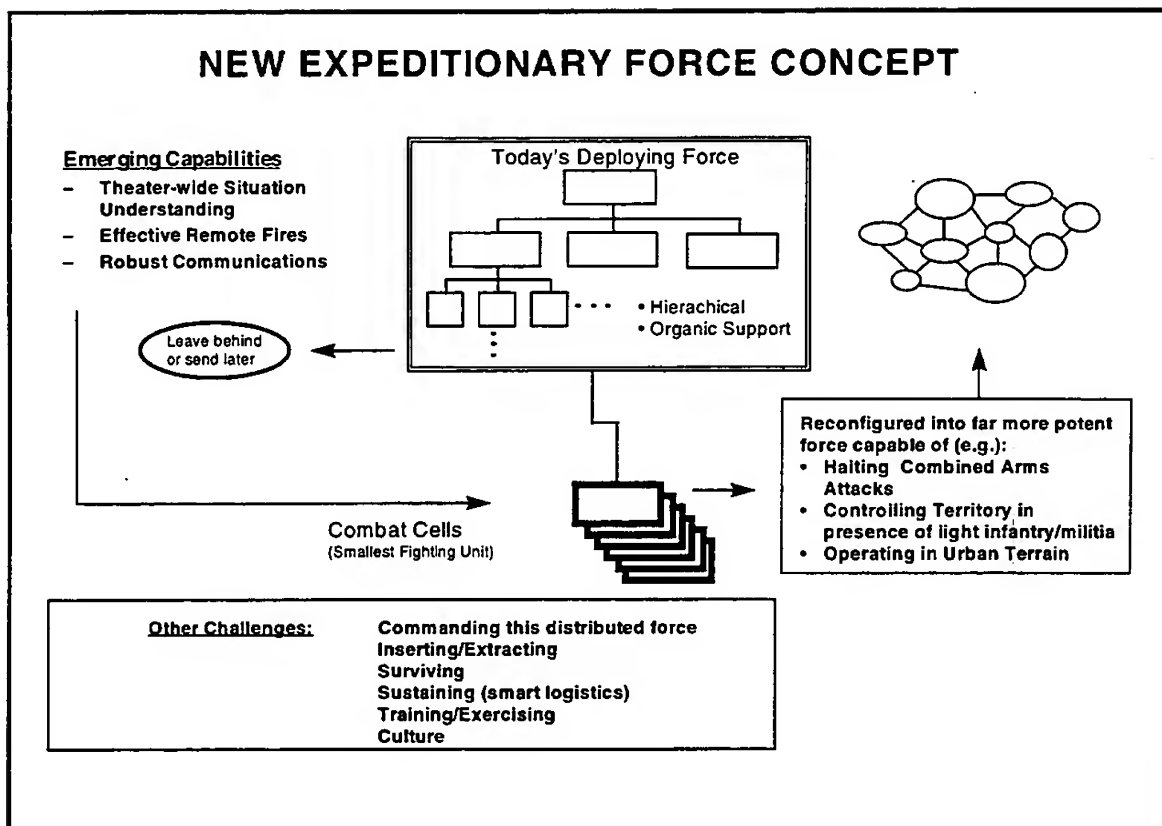 NEW EXPEDITIONARY FORCE CONCEPT
Emerging Capabilities
– Theater-wide Situation
Understanding
– Effective Remote Fires
– Robust Communications
Today's Deploying Force
• Hierachical
• Organic Support
Leave behind
or send later
Combat Cells
(Smallest Fighting Unit)
Reconfigured into far more potent
force capable of (e.g.):
• Halting Combined Arms
Attacks
• Controlling Territory in
presence of light infantry/militia
• Operating in Urban Terrain
Other Challenges:
Commanding this distributed force
Inserting/Extracting
Surviving
Sustaining (smart logistics)
Training/Exercising
Culture